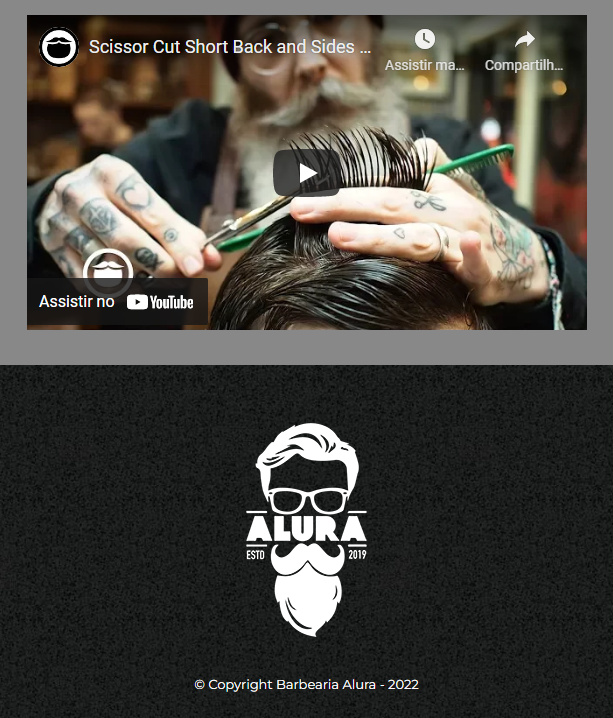 Scissor Cut Short Back and Sides ...
Assistir ma...
Compartilh...
Assistir no YouTube
ALURA
ESTD 2019
© Copyright Barbearia Alura - 2022